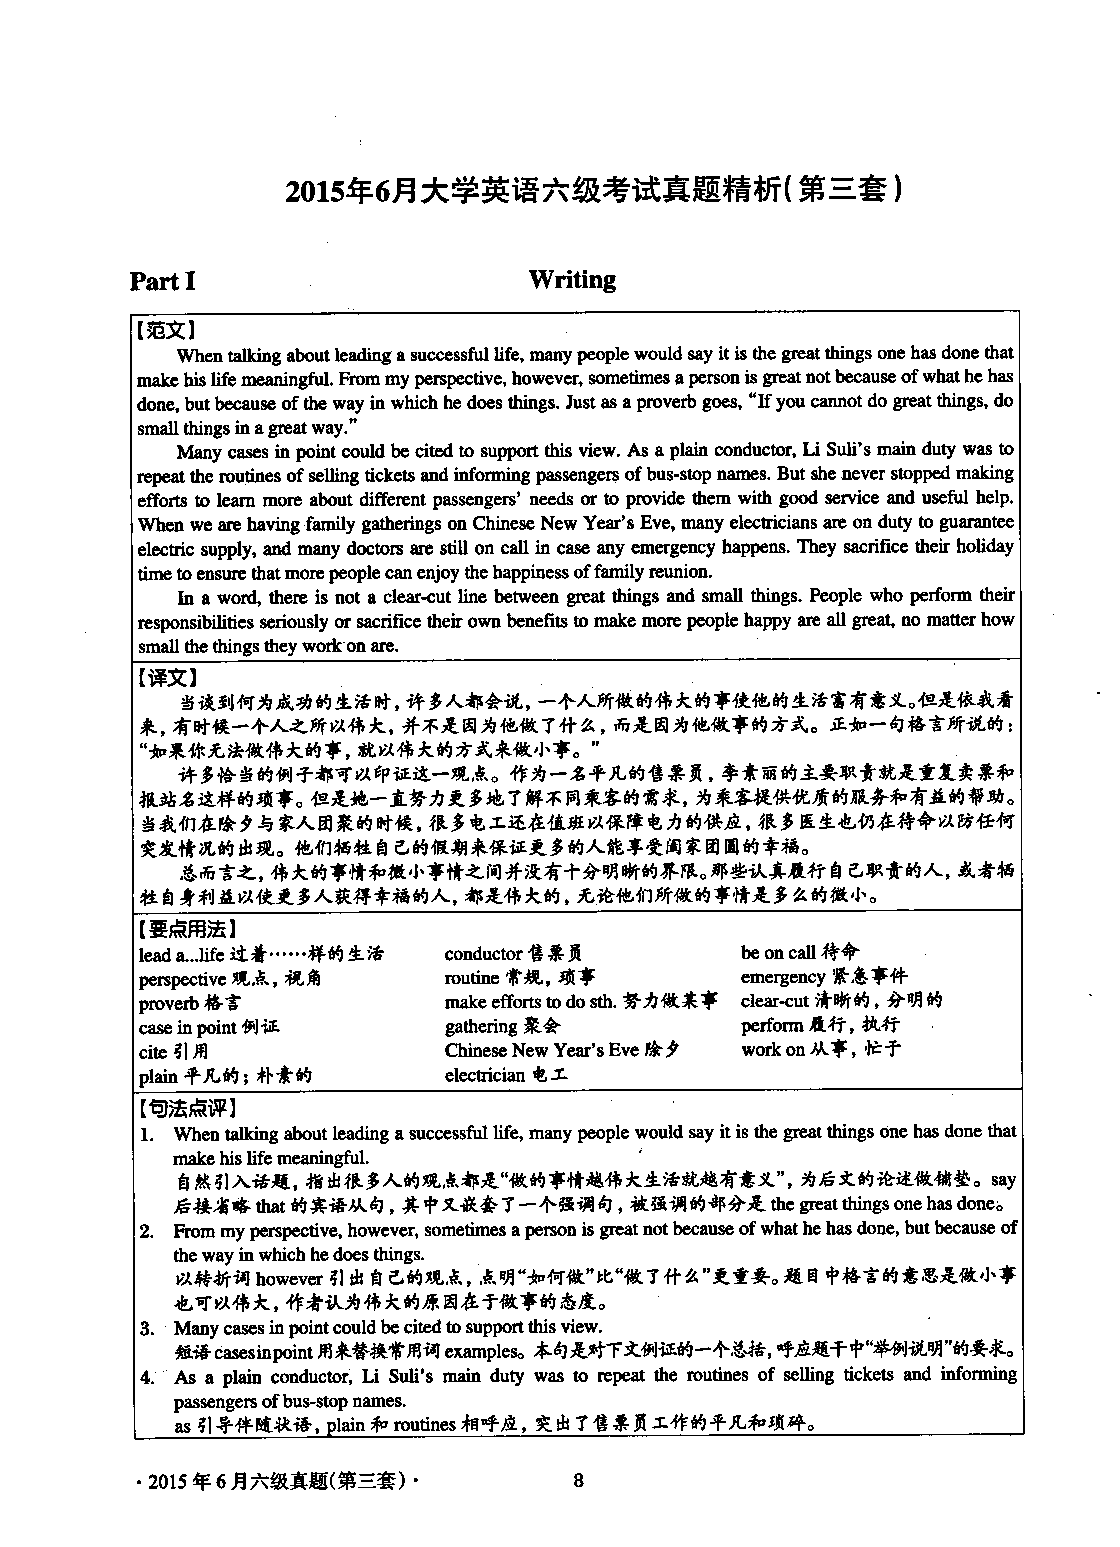 2015年6月大学英语六级考试真题精析(第三套)
Part I Writing
【范文】
When talking about leading a successful life, many people would say it is the great things one has done that
make his life meaningful. From my perspective, however, sometimes a person is great not because of what he has
done, but because of the way in which he does things. Just as a proverb goes, “If you cannot do great things, do
small things in a great way.”
Many cases in point could be cited to support this view. As a plain conductor, Li Suli's main duty was to
repeat the routines of selling tickets and informing passengers of bus-stop names. But she never stopped making
efforts to learn more about different passengers' needs or to provide them with good service and useful help.
When we are having family gatherings on Chinese New Year's Eve, many electricians are on duty to guarantee
electric supply, and many doctors are still on call in case any emergency happens. They sacrifice their holiday
time to ensure that more people can enjoy the happiness of family reunion.
In a word, there is not a clear-cut line between great things and small things. People who perform their
responsibilities seriously or sacrifice their own benefits to make more people happy are all great, no matter how
small the things they work on are.
【译文】
当谈到何为成功的生活时，许多人都会说，一个人所做的伟大的事使他的生活富有意义。但是依我看
来，有时候一个人之所以伟大，并不是因为他做了什么，而是因为他做事的方式。正如一句格言所说的：
“如果你无法做伟大的事，就以伟大的方式来做小事。”
许多恰当的例子都可以印证这一观点。作为一名平凡的售票员，李素丽的主要职责就是重复卖票和
报站名这样的琐事。但是她一直努力更多地了解不同乘客的需求，为乘客提供优质的服务和有益的帮助。
当我们在除夕与家人团聚的时候，很多电工还在值班以保障电力的供应，很多医生也仍在待命以防任何
突发情况的出现。他们牺牲自己的假期来保证更多的人能享受阖家团圆的幸福。
总而言之，伟大的事情和微小事情之间并没有十分明晰的界限。那些认真履行自己职责的人，或者牺
牲自身利益以使更多人获得幸福的人，都是伟大的，无论他们所做的事情是多么的微小。
【要点用法】
lead a...life 过着……样的生活 conductor 售票员 be on call 待命
perspective 观点，视角 routine 常规，琐事 emergency 紧急事件
proverb 格言 make efforts to do sth. 努力做某事 clear-cut 清晰的，分明的
case in point 例证 gathering 聚会 perform 履行，执行
cite 引用 Chinese New Year's Eve 除夕 work on 从事，忙于
plain 平凡的；朴素的 electrician 电工
【句法点评】
1. When talking about leading a successful life, many people would say it is the great things one has done that
make his life meaningful.
自然引入话题，指出很多人的观点都是“做的事情越伟大生活就越有意义”，为后文的论述做铺垫。say
后接省略 that 的宾语从句，其中又嵌套了一个强调句，被强调的部分是 the great things one has done。
2. From my perspective, however, sometimes a person is great not because of what he has done, but because of
the way in which he does things.
以转折词 however 引出自己的观点，点明“如何做”比“做了什么”更重要。题目中格言的意思是做小事
也可以伟大，作者认为伟大的原因在于做事的态度。
3. Many cases in point could be cited to support this view.
短语 cases in point 用来替换常用词 examples。本句是对下文例证的一个总括，呼应题干中“举例说明”的要求。
4. As a plain conductor, Li Suli's main duty was to repeat the routines of selling tickets and informing
passengers of bus-stop names.
as 引导伴随状语，plain 和 routines 相呼应，突出了售票员工作的平凡和琐碎。
·2015 年 6 月六级真题(第三套)· 8